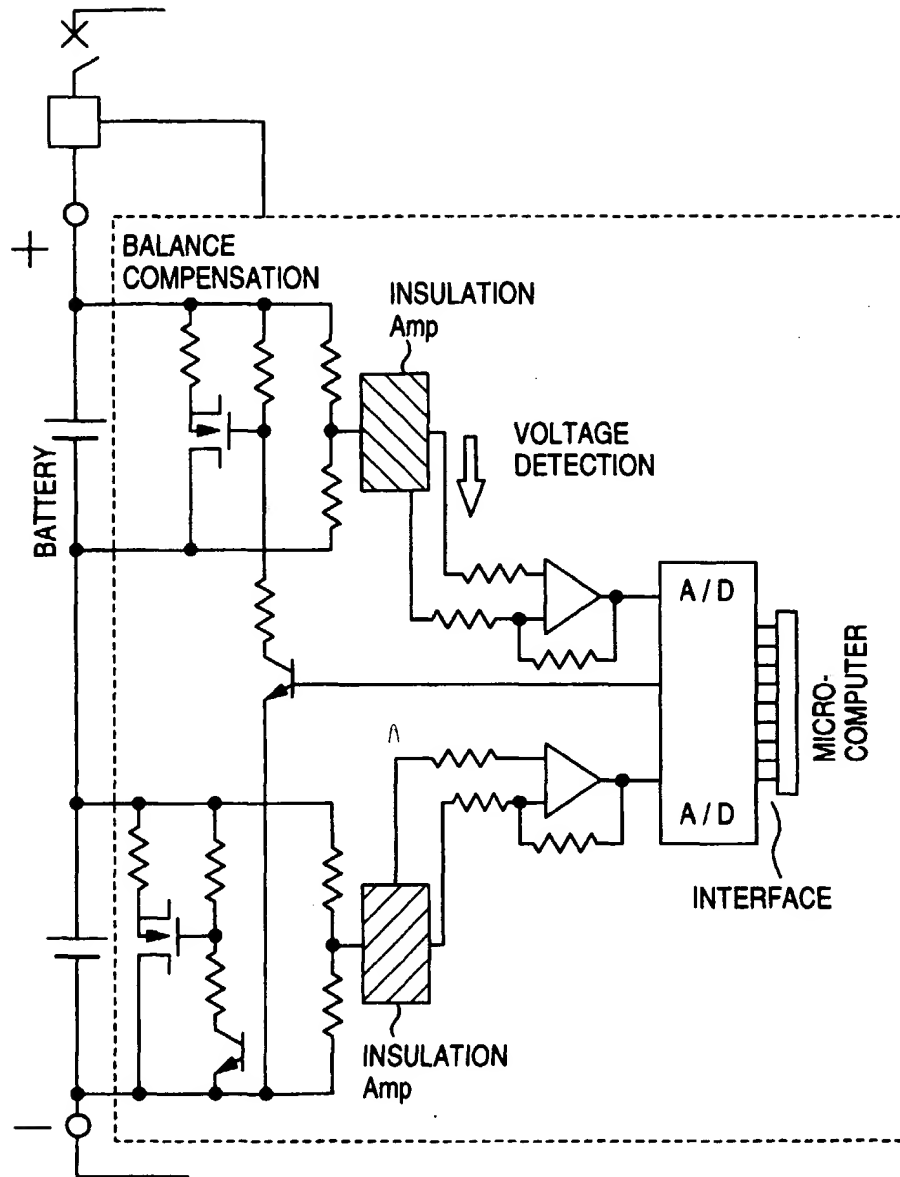 +
BALANCE
COMPENSATION
INSULATION
Amp
VOLTAGE
DETECTION
BATTERY
A/D
MICRO-
COMPUTER
A/D
INTERFACE
INSULATION
Amp
−